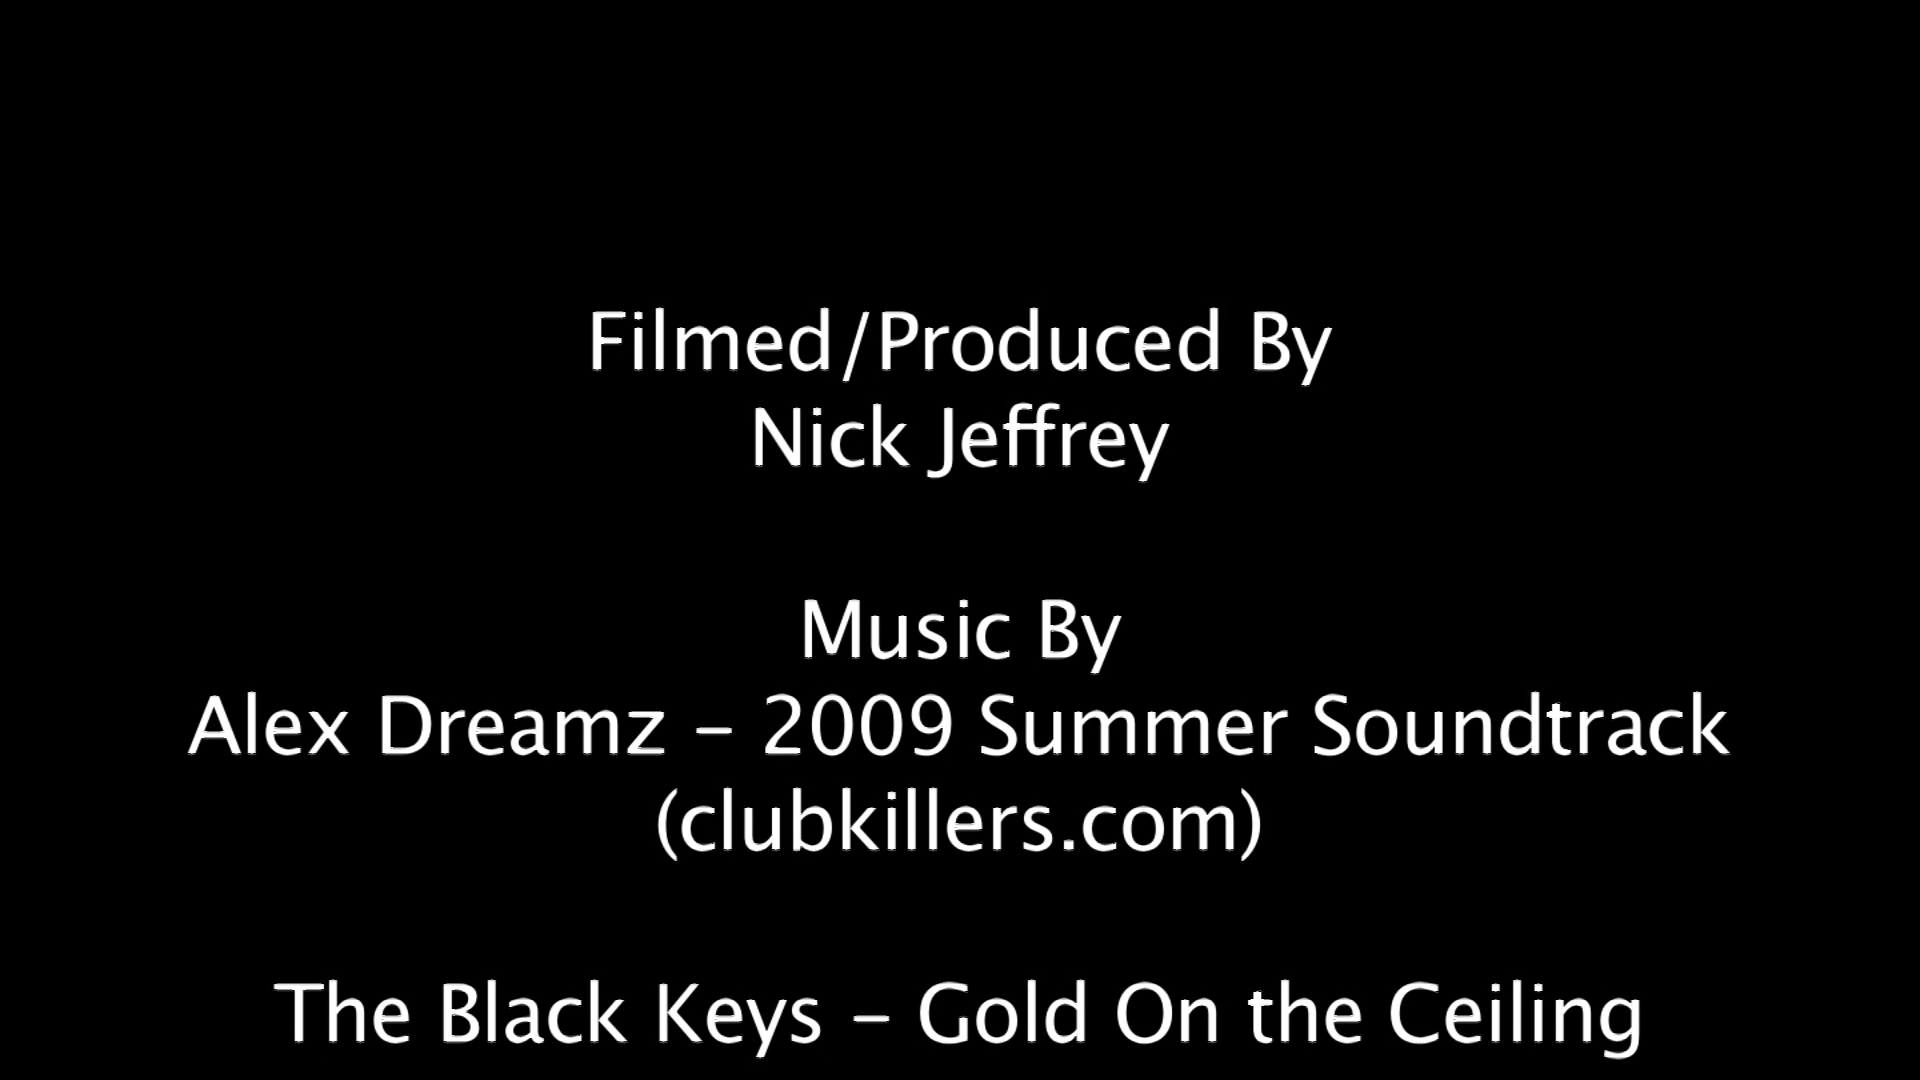 Filmed/Produced By
Nick Jeffrey
Music By
Alex Dreamz - 2009 Summer Soundtrack
(clubkillers.com)
The Black Keys - Gold On the Ceiling